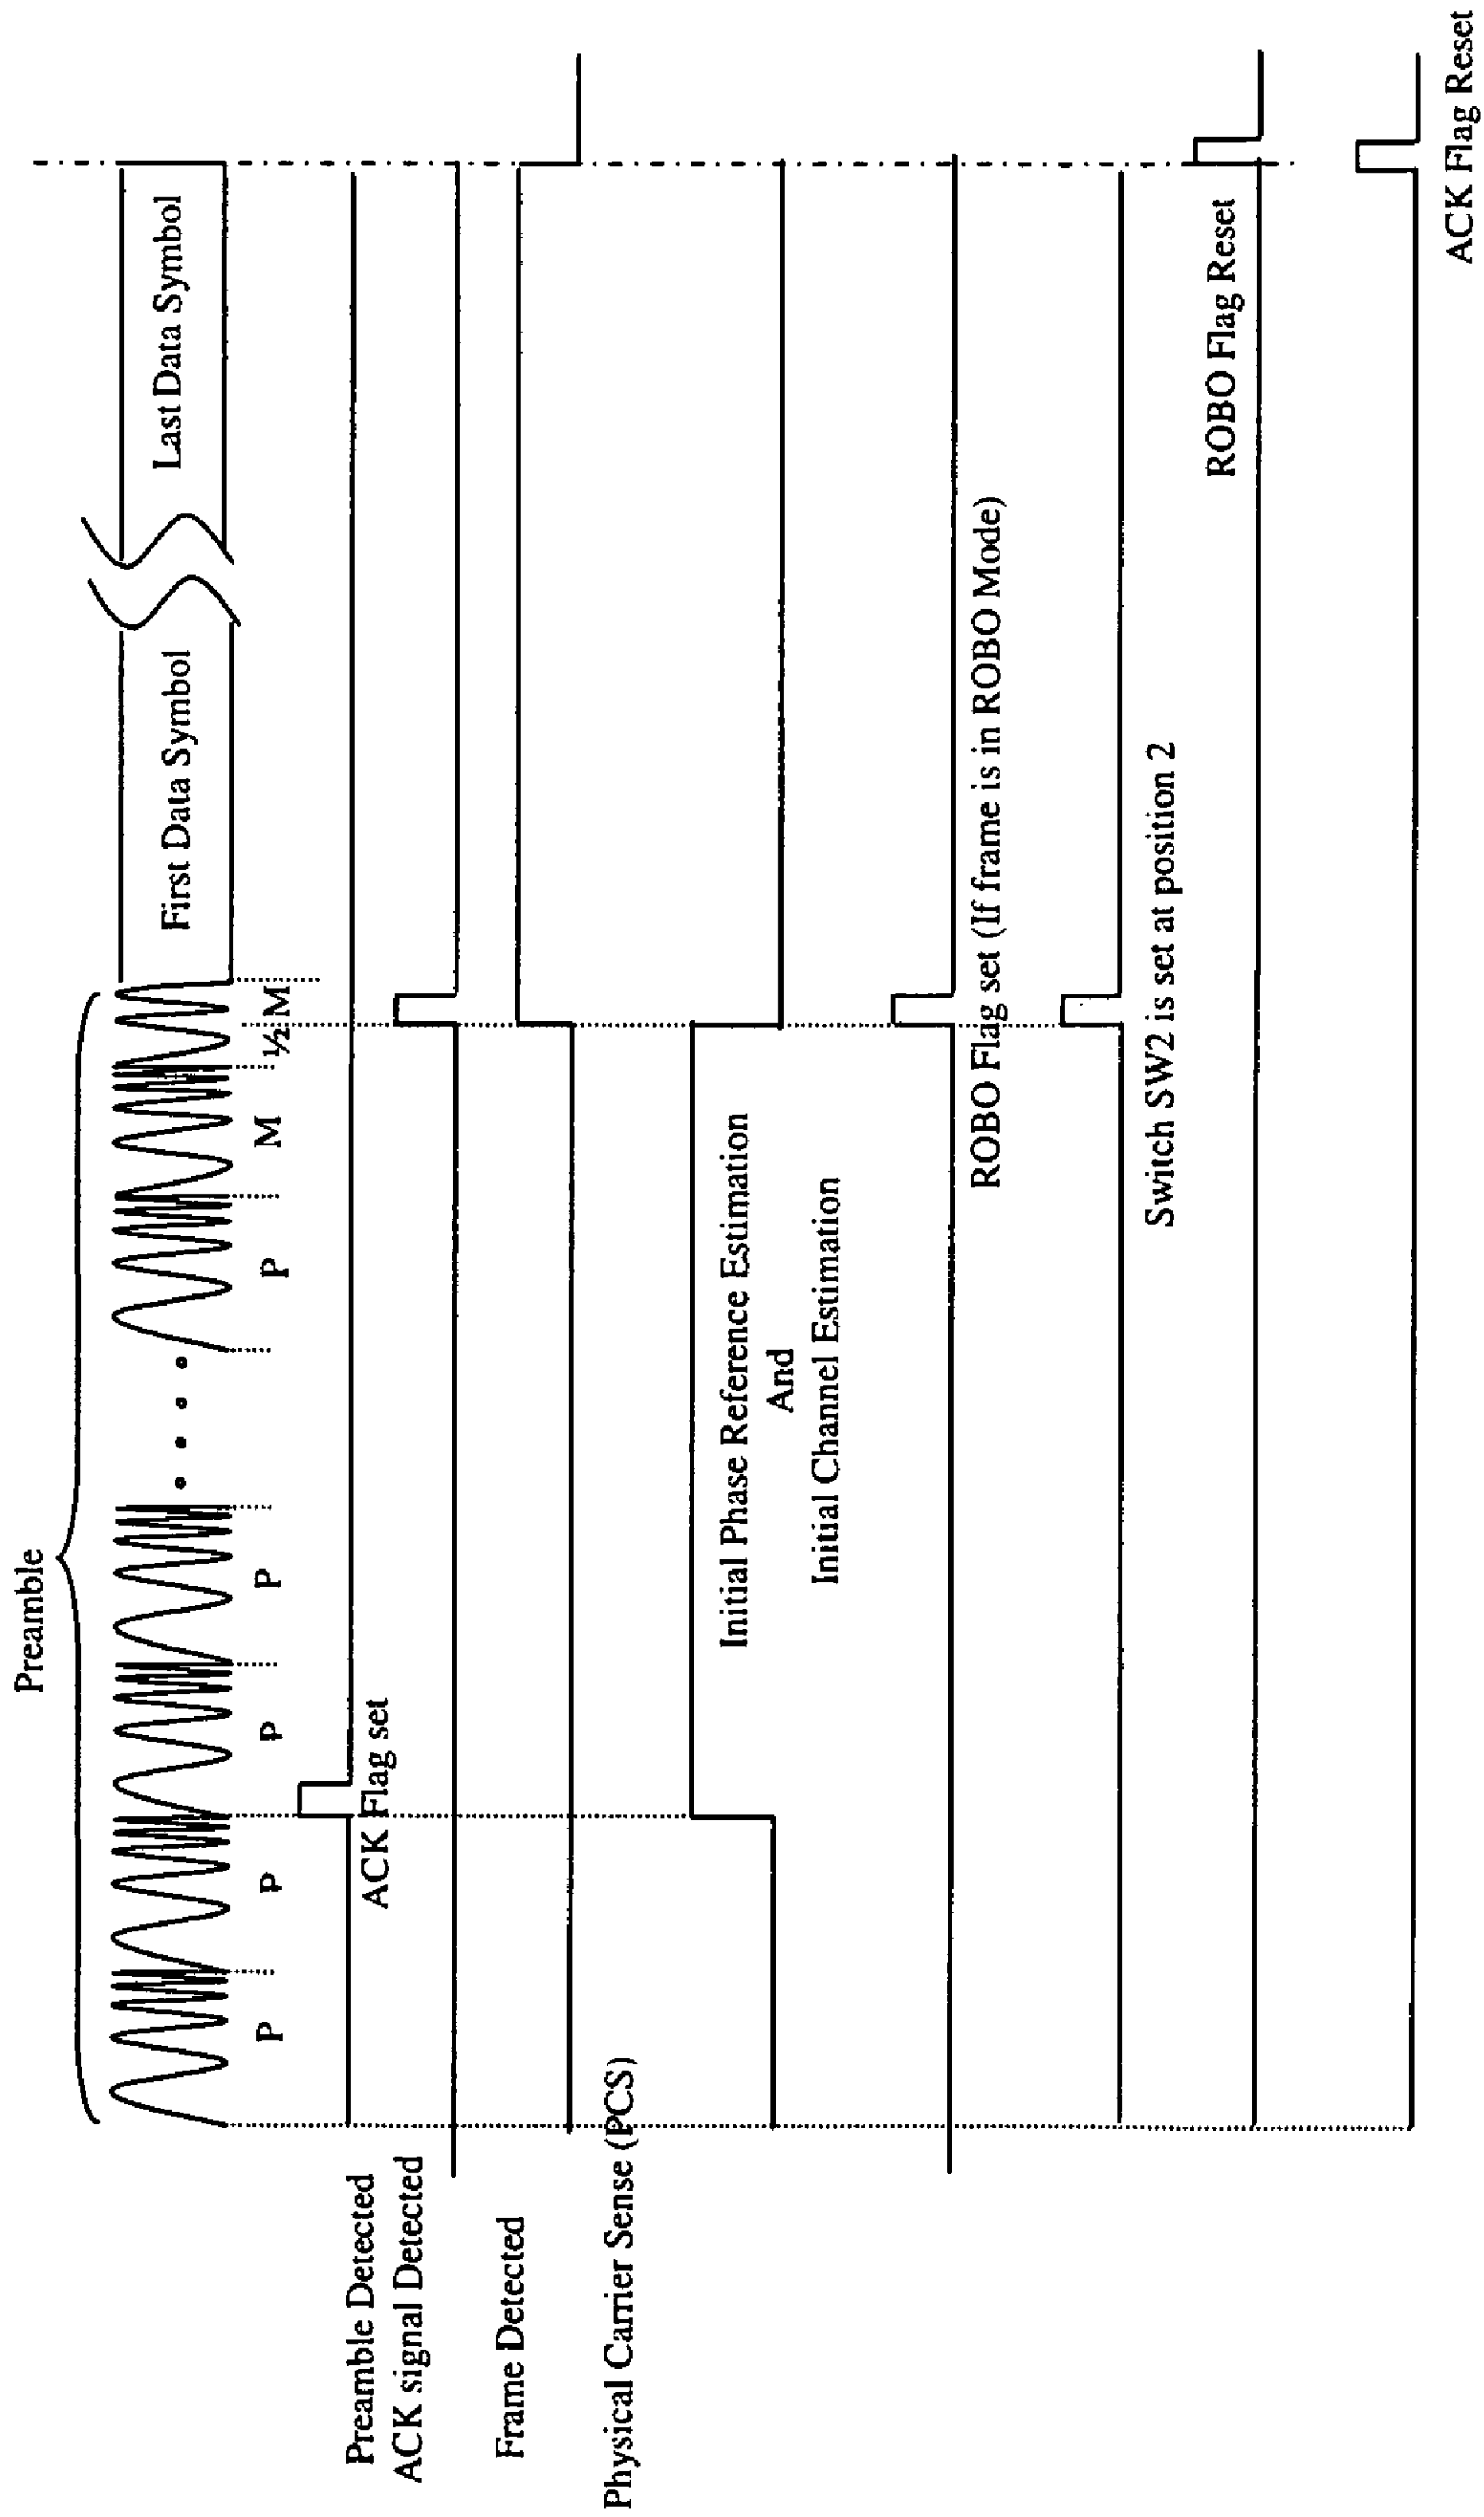 Preamble
P
P
P
P
P
M
½ M
First Data Symbol
Last Data Symbol
Preamble Detected
ACK signal Detected
ACK Flag set
Frame Detected
Physical Carrier Sense (PCS)
Initial Phase Reference Estimation
And
Initial Channel Estimation
ROBO Flag set (If frame is in ROBO Mode)
Switch SW2 is set at position 2
ROBO Flag Reset
ACK Flag Reset